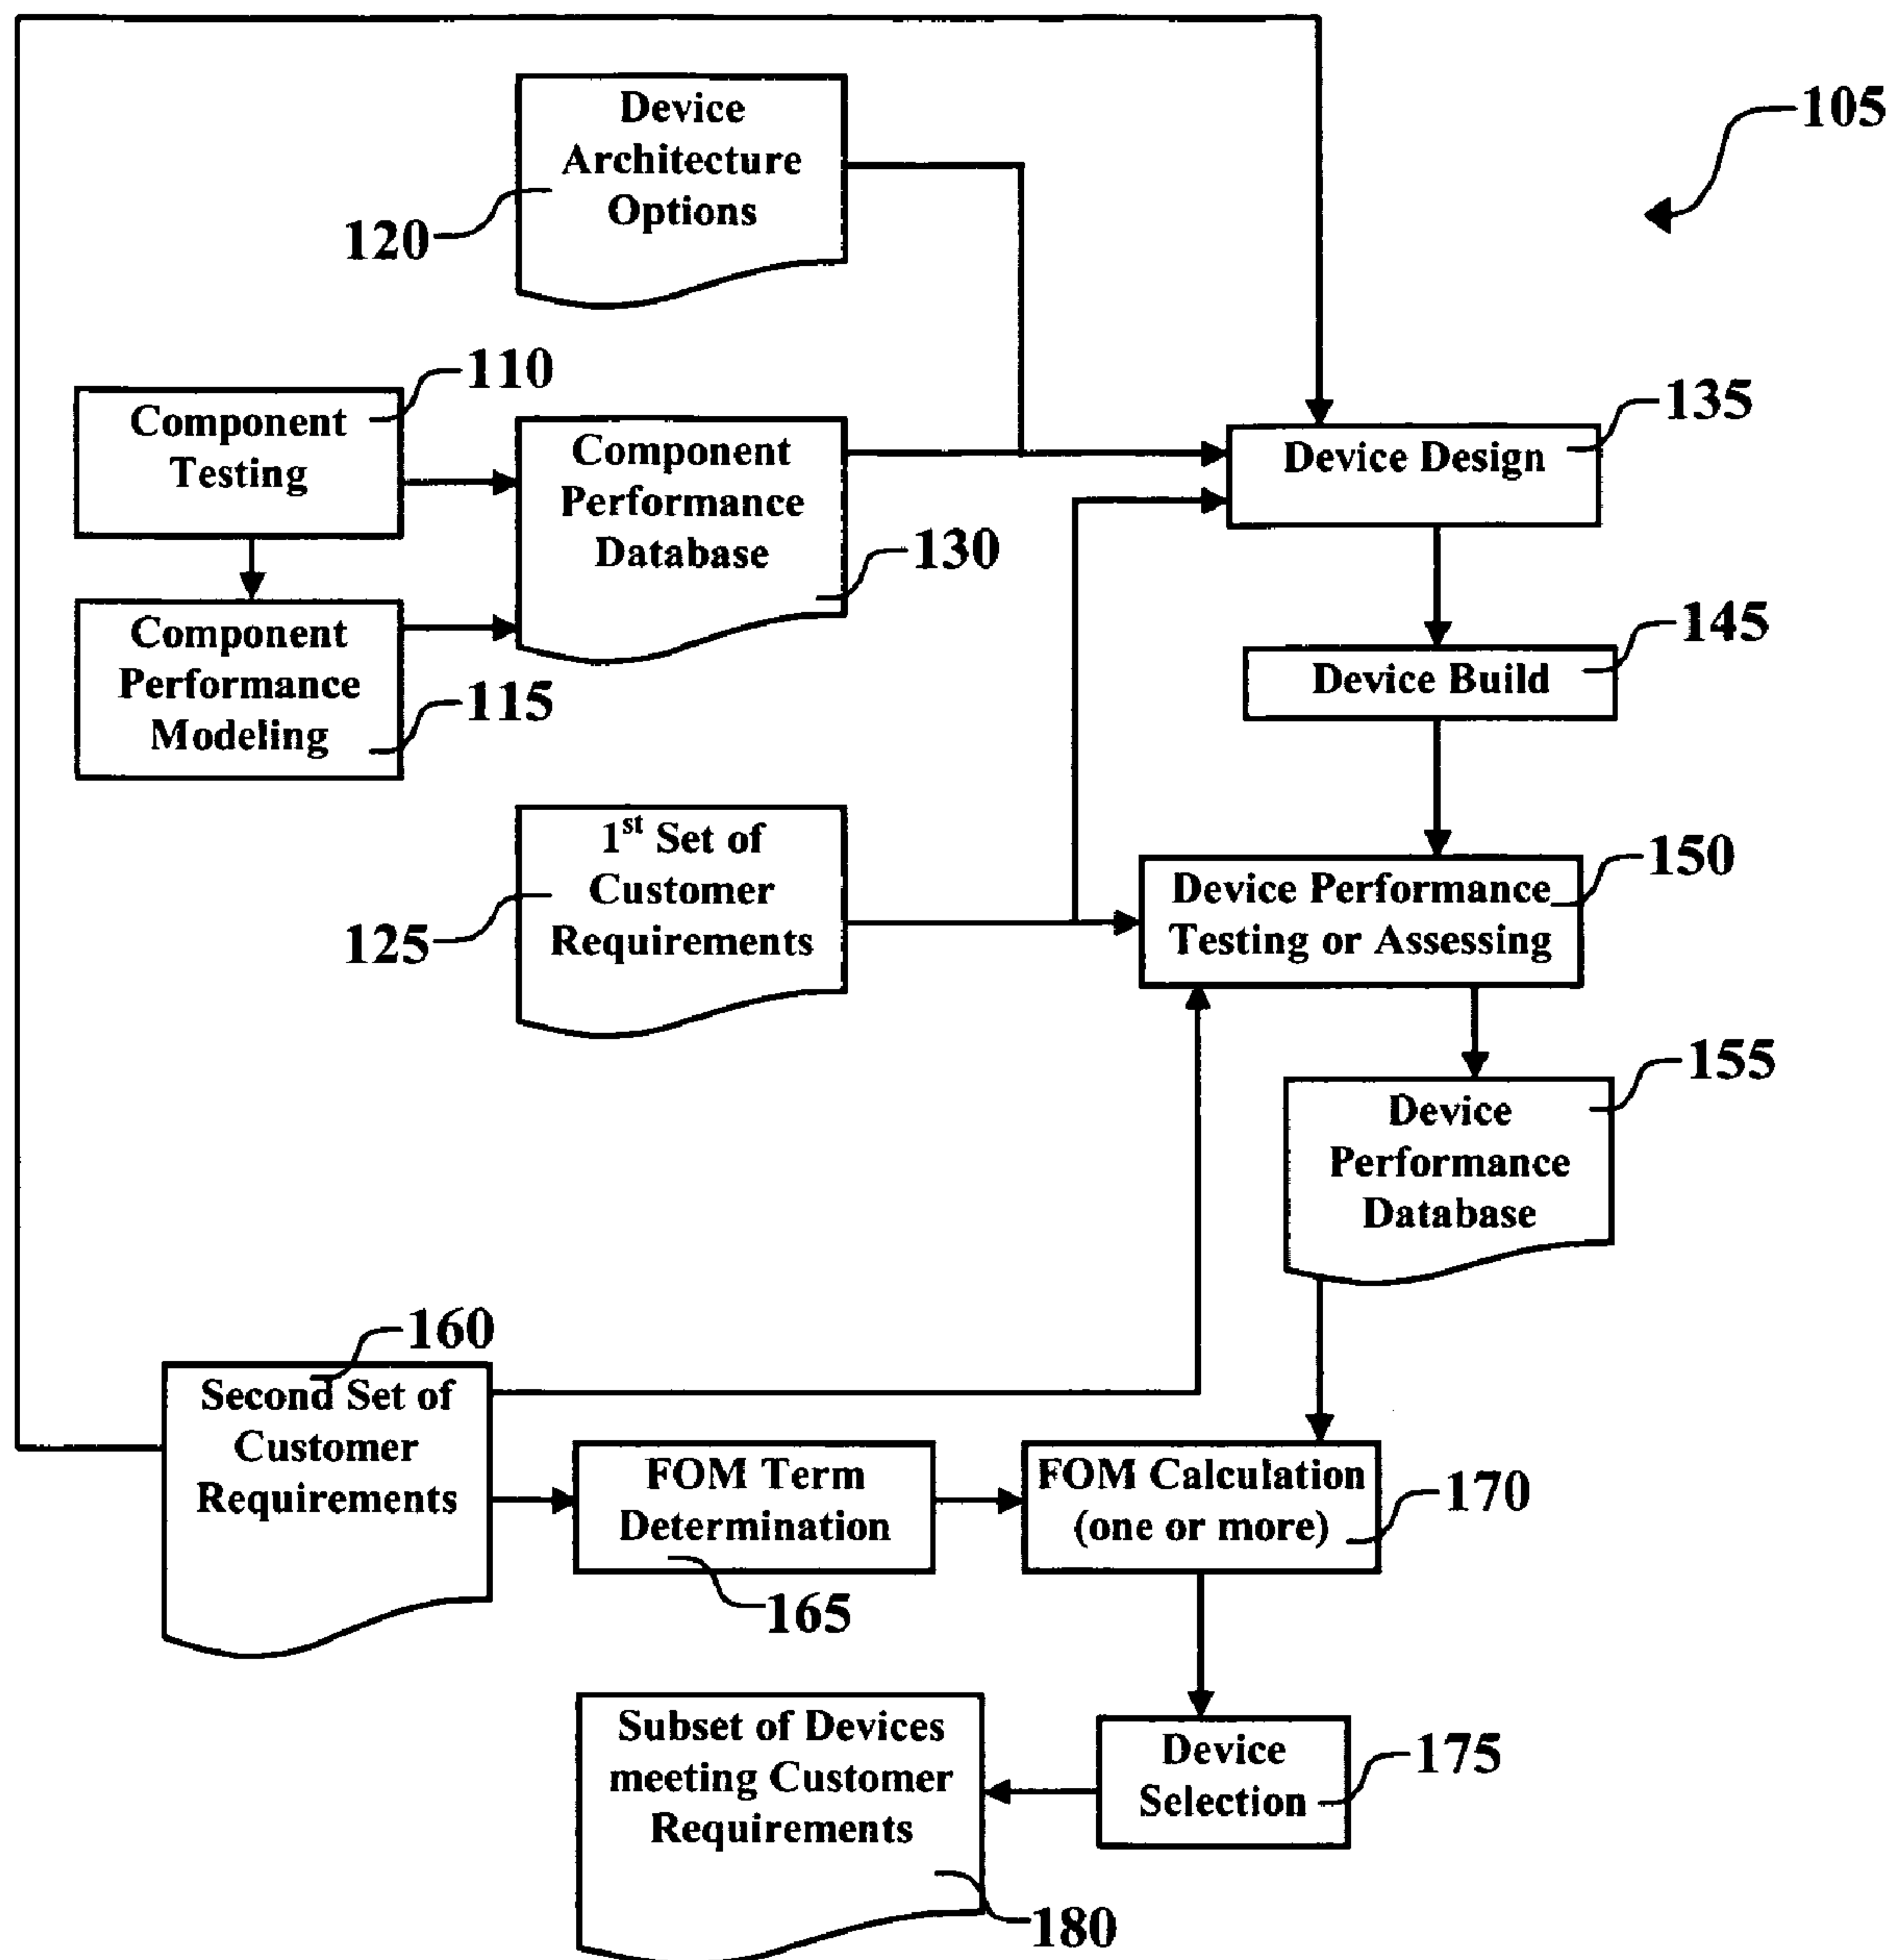 105
Device
Architecture
Options
120
110
Component
Testing
Component
Performance
Database
130
135
Device Design
Component
Performance
Modeling
115
145
Device Build
1st Set of
Customer
Requirements
125
150
Device Performance
Testing or Assessing
155
Device
Performance
Database
160
Second Set of
Customer
Requirements
FOM Term
Determination
165
FOM Calculation
(one or more)
170
Device
Selection
175
Subset of Devices
meeting Customer
Requirements
180